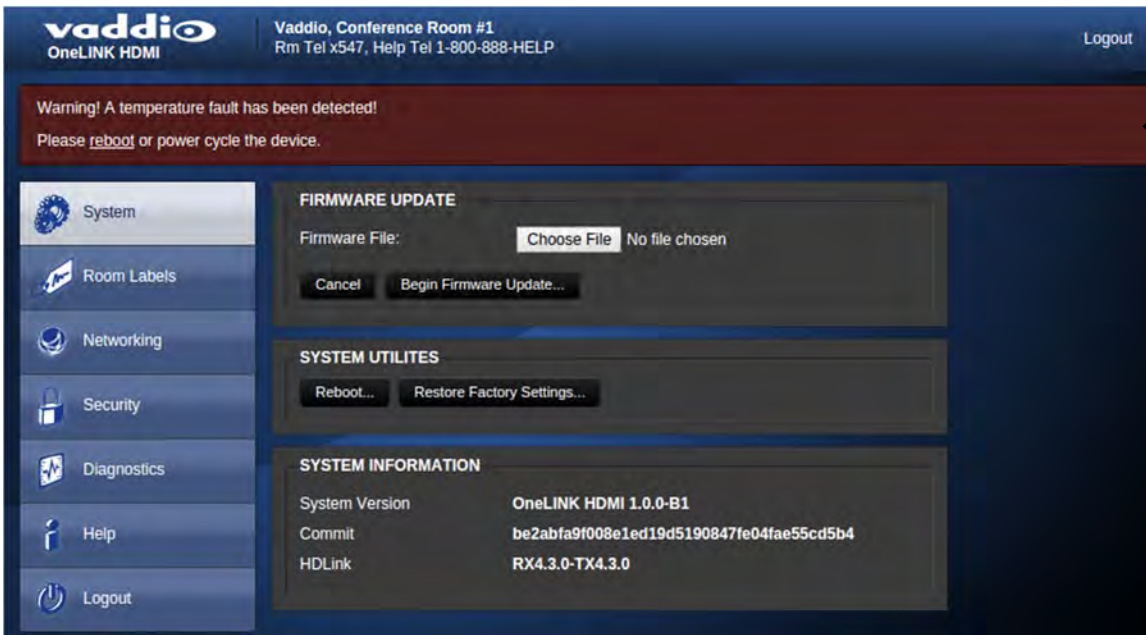 vaddio
OneLINK HDMI
Vaddio, Conference Room #1
Rm Tel x547, Help Tel 1-800-888-HELP
Logout
Warning! A temperature fault has been detected!
Please reboot or power cycle the device.
System
Room Labels
Networking
Security
Diagnostics
Help
Logout
FIRMWARE UPDATE
Firmware File: Choose File No file chosen
Cancel Begin Firmware Update...
SYSTEM UTILITES
Reboot... Restore Factory Settings...
SYSTEM INFORMATION
System Version OneLINK HDMI 1.0.0-B1
Commit be2abfa9f008e1ed19d5190847fe04fae55cd5b4
HDLink RX4.3.0-TX4.3.0